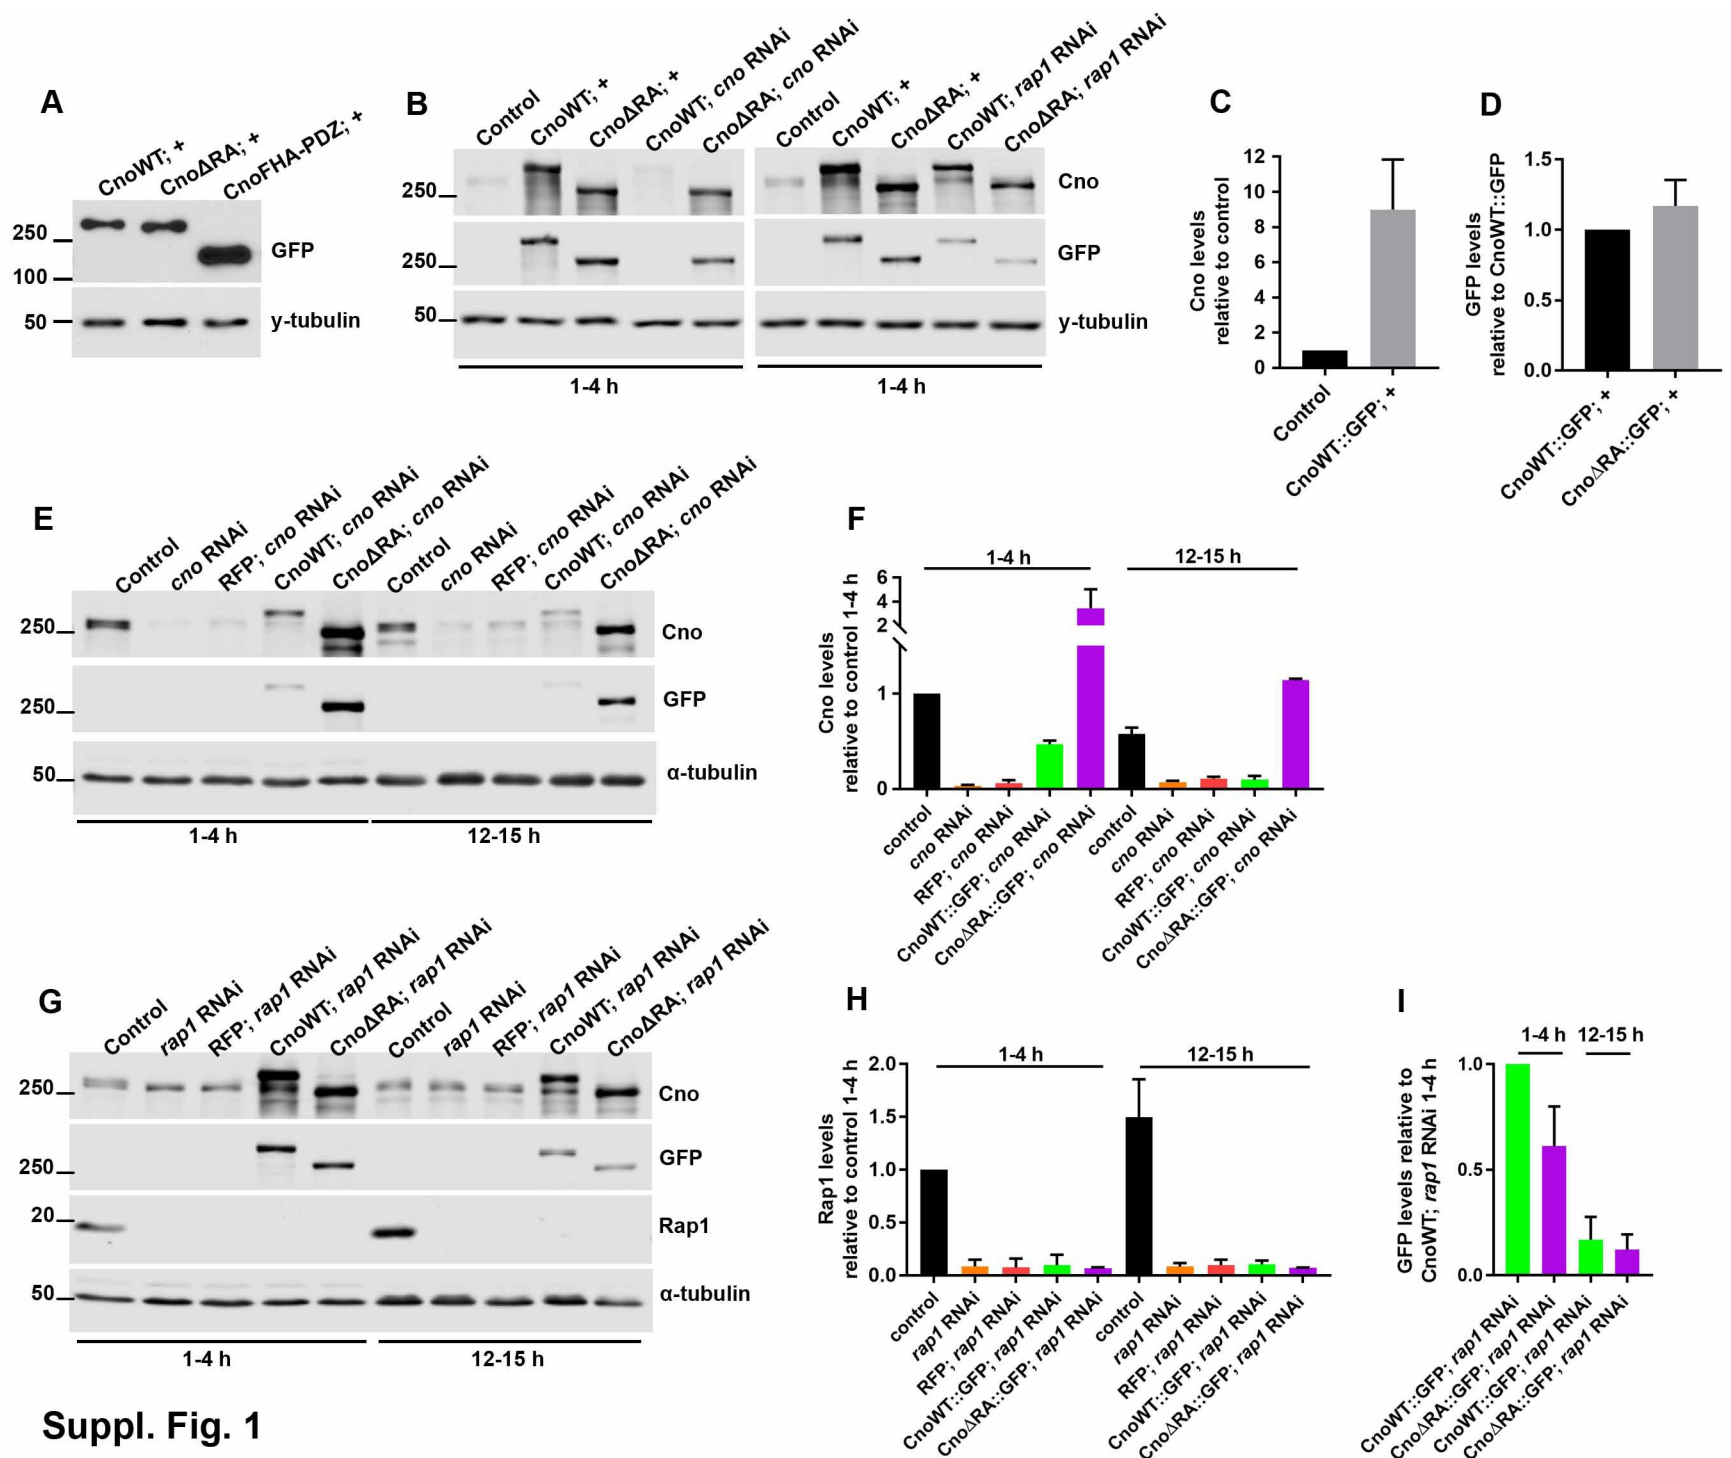 A
CnoWT; +
CnoΔRA; +
CnoFHA-PDZ; +
250
100
50
GFP
y-tubulin
B
Control
CnoWT; +
CnoΔRA; +
CnoWT; cno RNAi
CnoΔRA; cno RNAi
Control
CnoWT; +
CnoΔRA; +
CnoWT; rap1 RNAi
CnoΔRA; rap1 RNAi
250
250
50
Cno
GFP
y-tubulin
1-4 h
1-4 h
C
Cno levels
relative to control
12
10
8
6
4
2
0
Control
CnoWT::GFP; +
D
GFP levels
relative to CnoWT::GFP
1.5
1.0
0.5
0.0
CnoWT::GFP; +
CnoΔRA::GFP; +
E
Control
cno RNAi
RFP; cno RNAi
CnoWT; cno RNAi
CnoΔRA; cno RNAi
Control
cno RNAi
RFP; cno RNAi
CnoWT; cno RNAi
CnoΔRA; cno RNAi
250
250
50
Cno
GFP
α-tubulin
1-4 h
12-15 h
F
1-4 h
12-15 h
Cno levels
relative to control 1-4 h
6
4
2
1
0
control
cno RNAi
RFP; cno RNAi
CnoWT::GFP; cno RNAi
CnoΔRA::GFP; cno RNAi
control
cno RNAi
RFP; cno RNAi
CnoWT::GFP; cno RNAi
CnoΔRA::GFP; cno RNAi
G
Control
rap1 RNAi
RFP; rap1 RNAi
CnoWT; rap1 RNAi
CnoΔRA; rap1 RNAi
Control
rap1 RNAi
RFP; rap1 RNAi
CnoWT; rap1 RNAi
CnoΔRA; rap1 RNAi
250
250
20
50
Cno
GFP
Rap1
α-tubulin
1-4 h
12-15 h
H
1-4 h
12-15 h
Rap1 levels
relative to control 1-4 h
2.0
1.5
1.0
0.5
0.0
control
rap1 RNAi
RFP; rap1 RNAi
CnoWT::GFP; rap1 RNAi
CnoΔRA::GFP; rap1 RNAi
control
rap1 RNAi
RFP; rap1 RNAi
CnoWT::GFP; rap1 RNAi
CnoΔRA::GFP; rap1 RNAi
I
1-4 h
12-15 h
GFP levels relative to
CnoWT; rap1 RNAi 1-4 h
1.0
0.5
0.0
CnoWT::GFP; rap1 RNAi
CnoΔRA::GFP; rap1 RNAi
CnoWT::GFP; rap1 RNAi
CnoΔRA::GFP; rap1 RNAi
Suppl. Fig. 1